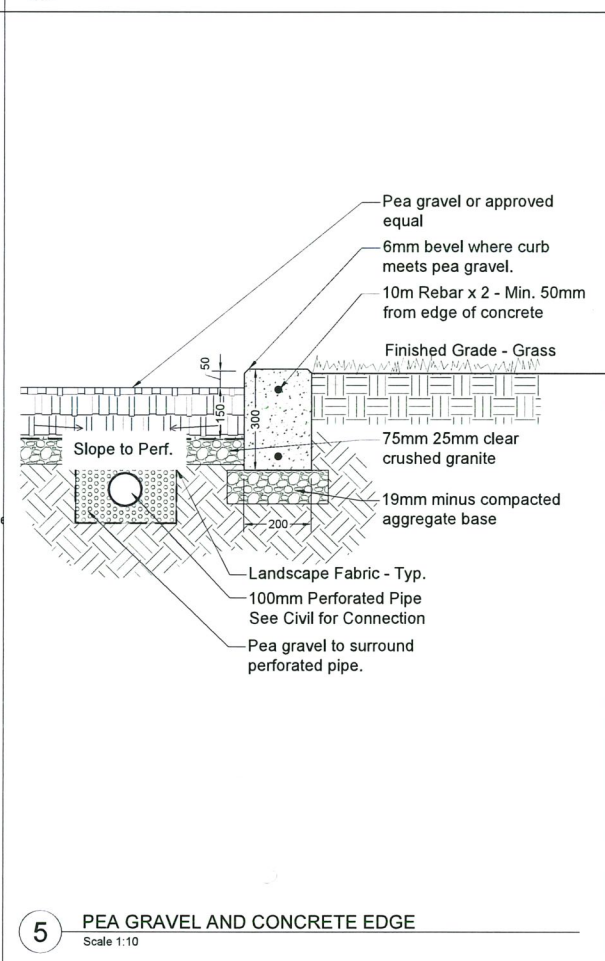 Pea gravel or approved
equal
6mm bevel where curb
meets pea gravel.
10m Rebar x 2 - Min. 50mm
from edge of concrete
Finished Grade - Grass
50
150
300
75mm 25mm clear
crushed granite
Slope to Perf.
19mm minus compacted
aggregate base
200
Landscape Fabric - Typ.
100mm Perforated Pipe
See Civil for Connection
Pea gravel to surround
perforated pipe.
5
PEA GRAVEL AND CONCRETE EDGE
Scale 1:10